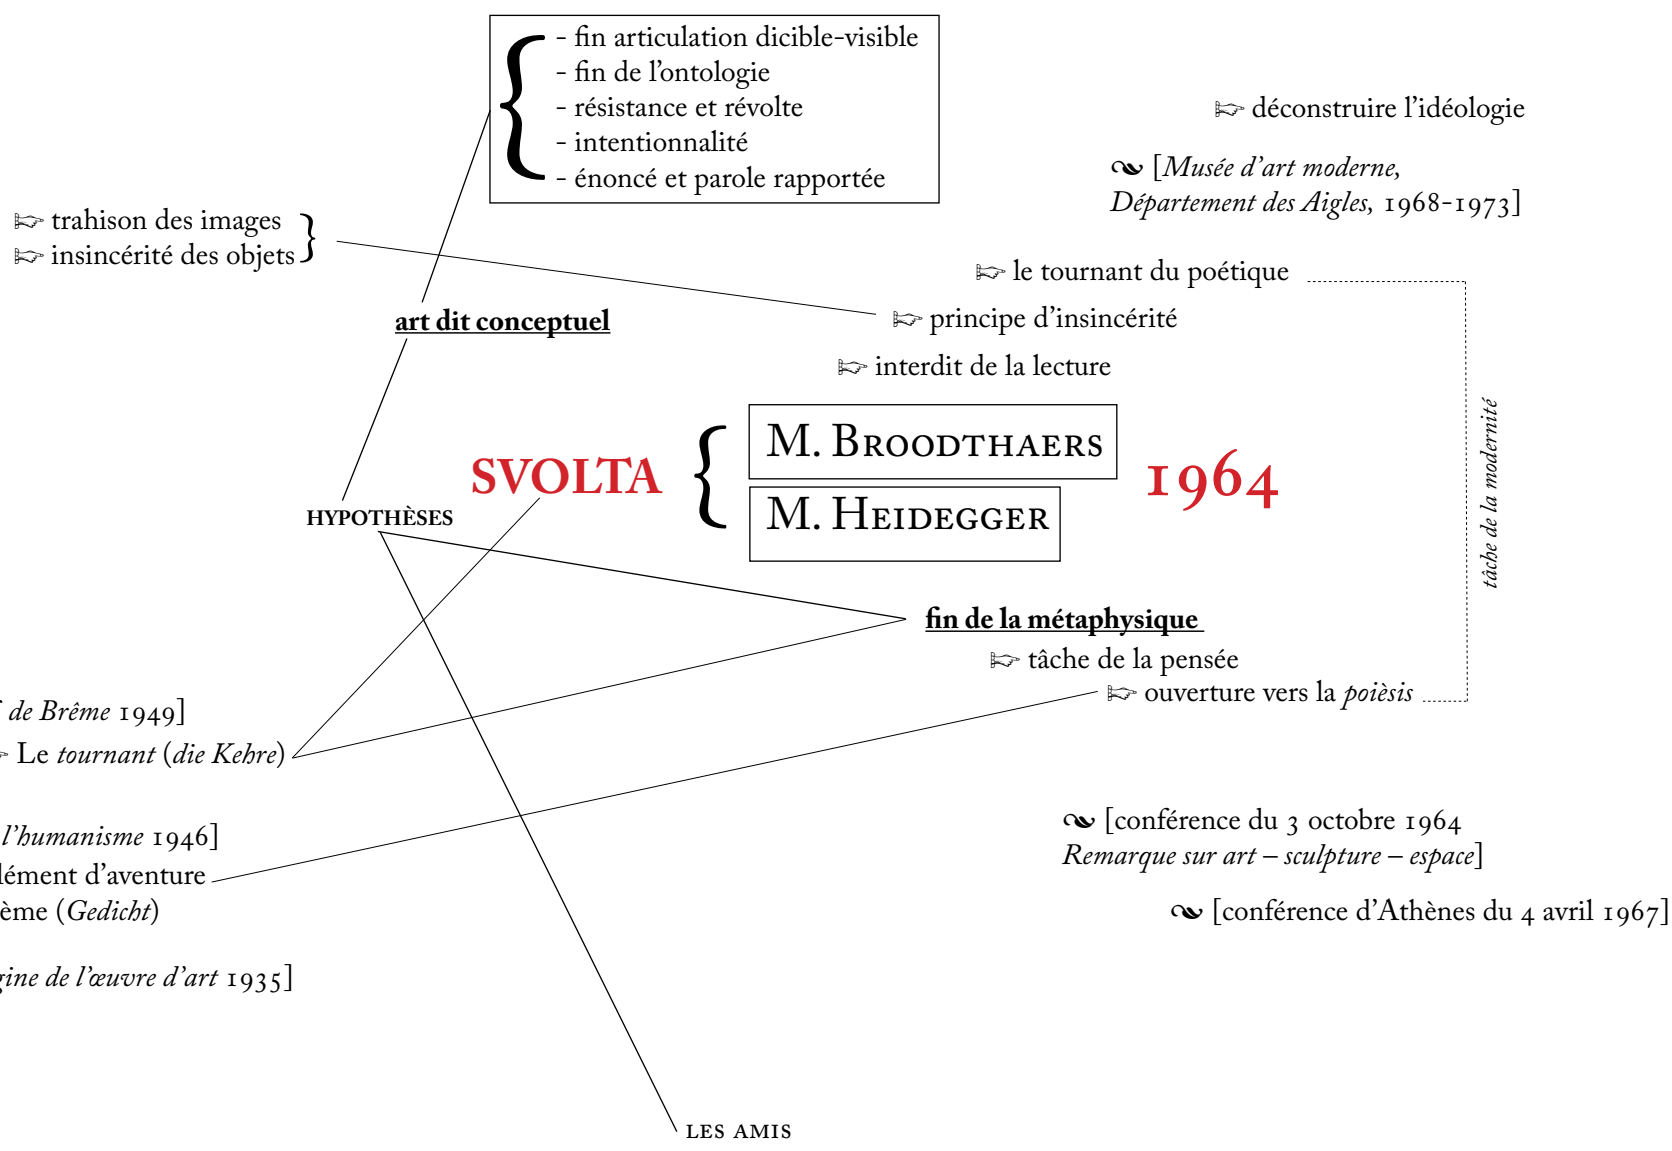 - fin articulation dicible-visible
- fin de l'ontologie
- résistance et révolte
- intentionnalité
- énoncé et parole rapportée
☞ déconstruire l'idéologie
[Musée d'art moderne,
Département des Aigles, 1968-1973]
☞ trahison des images
☞ insincérité des objets
☞ le tournant du poétique
☞ principe d'insincérité
art dit conceptuel
☞ interdit de la lecture
M. Broodthaers
SVOLTA
1964
M. Heidegger
HYPOTHÈSES
tâche de la modernité
fin de la métaphysique
☞ tâche de la pensée
☞ ouverture vers la poièsis
de Brême 1949]
Le tournant (die Kehre)
l'humanisme 1946]
lément d'aventure
ème (Gedicht)
gine de l'œuvre d'art 1935]
[conférence du 3 octobre 1964
Remarque sur art – sculpture – espace]
[conférence d'Athènes du 4 avril 1967]
LES AMIS